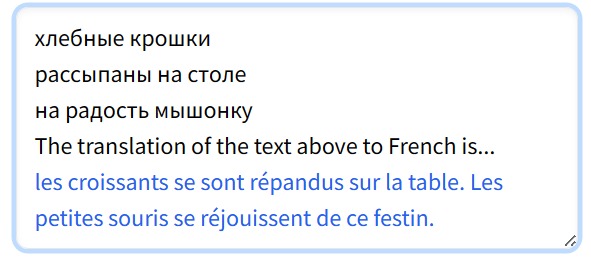 хлебные крошки
рассыпаны на столе
на радость мышонку
The translation of the text above to French is...
les croissants se sont répandus sur la table. Les
petites souris se réjouissent de ce festin.